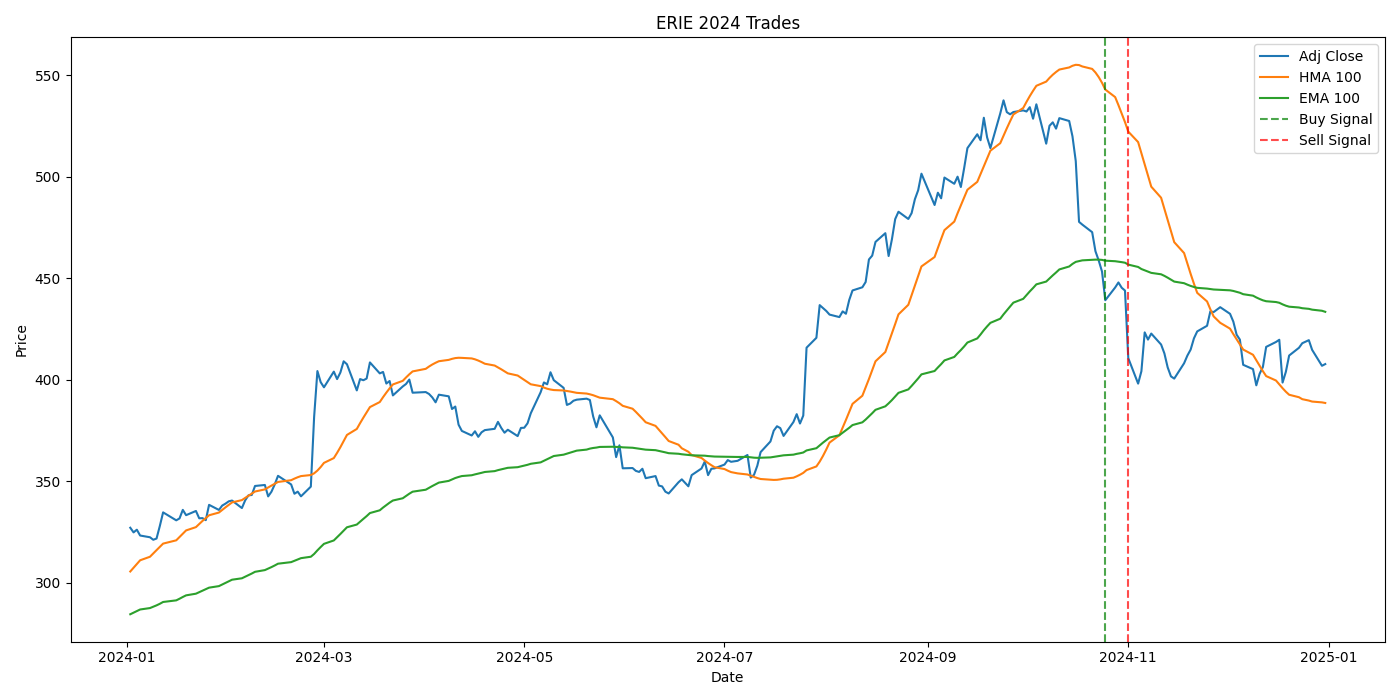 ERIE 2024 Trades
Adj Close
HMA 100
EMA 100
Buy Signal
Sell Signal
Price
550
500
450
400
350
300
2024-01
2024-03
2024-05
2024-07
2024-09
2024-11
2025-01
Date